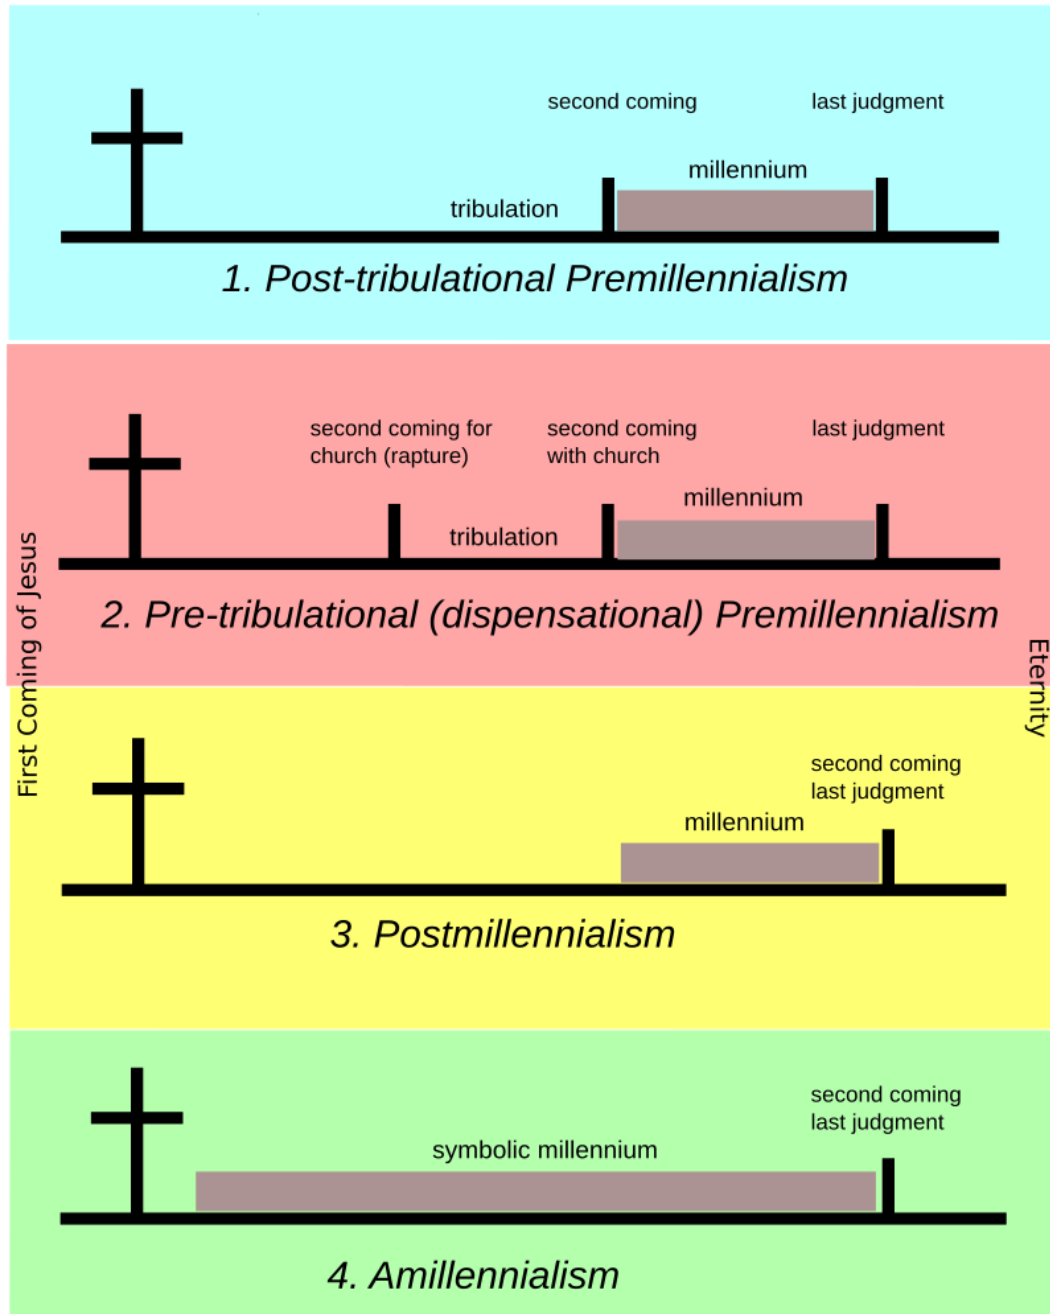 second coming
last judgment
millennium
tribulation
1. Post-tribulational Premillennialism
second coming for
church (rapture)
second coming
with church
last judgment
millennium
tribulation
2. Pre-tribulational (dispensational) Premillennialism
First Coming of Jesus
Eternity
second coming
last judgment
millennium
3. Postmillennialism
second coming
last judgment
symbolic millennium
4. Amillennialism